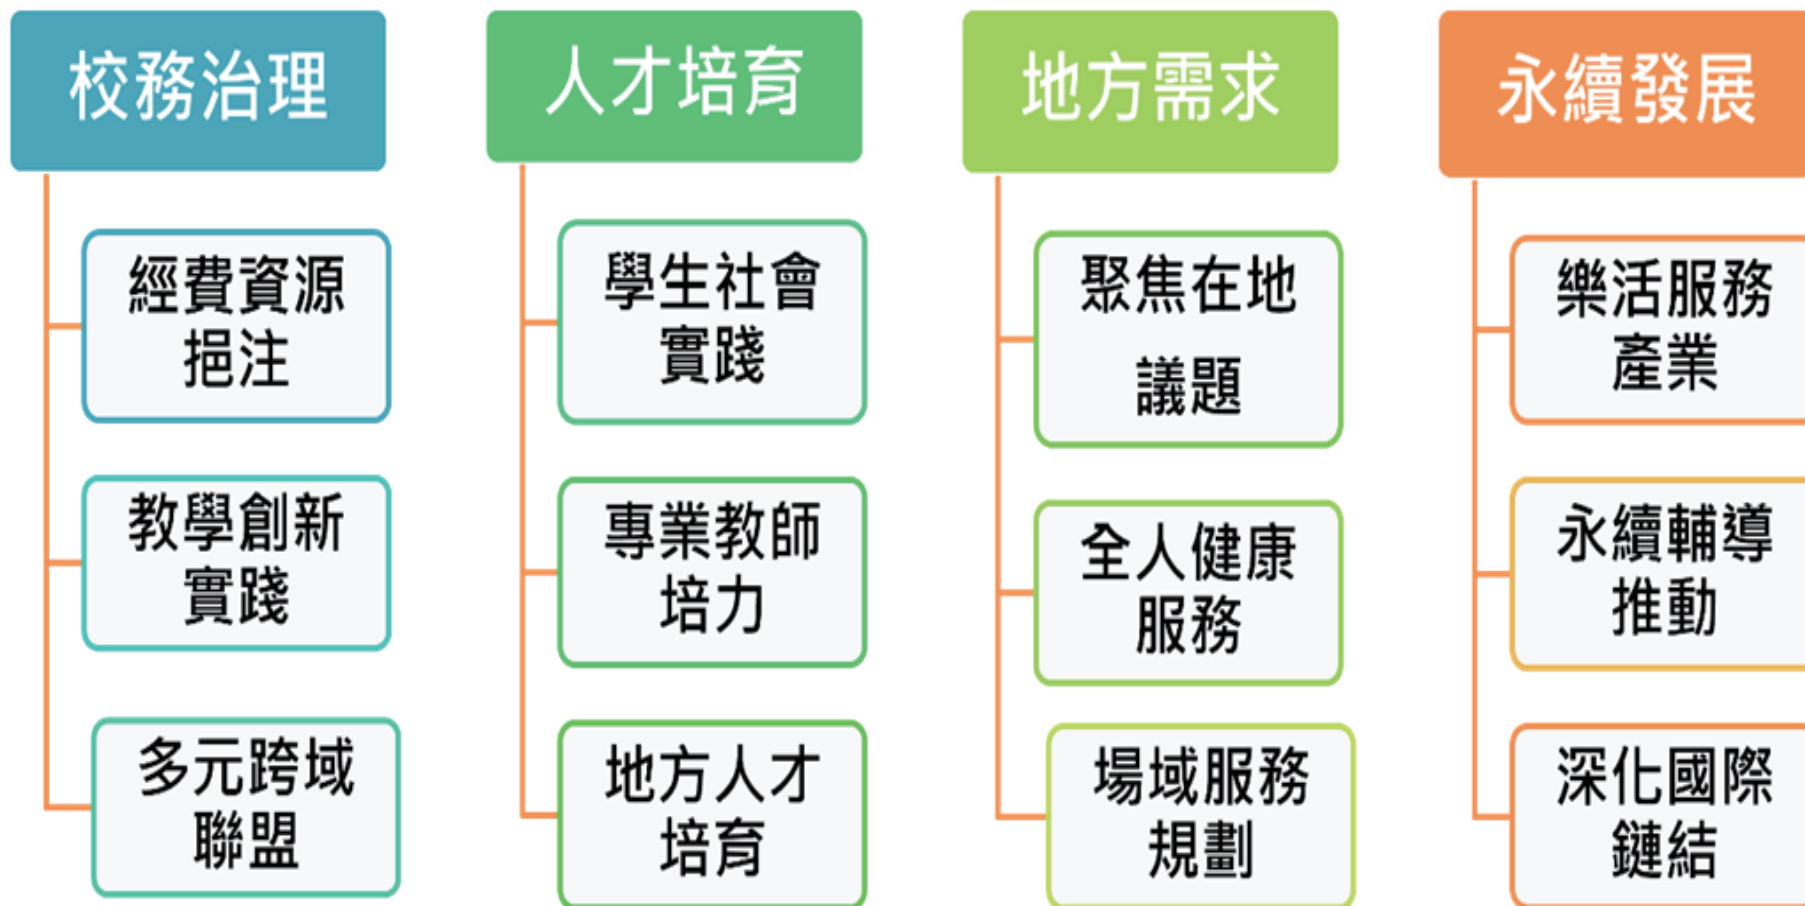 校務治理
經費資源
挹注
教學創新
實踐
多元跨域
聯盟
人才培育
學生社會
實踐
專業教師
培力
地方人才
培育
地方需求
聚焦在地
議題
全人健康
服務
場域服務
規劃
永續發展
樂活服務
產業
永續輔導
推動
深化國際
鏈結